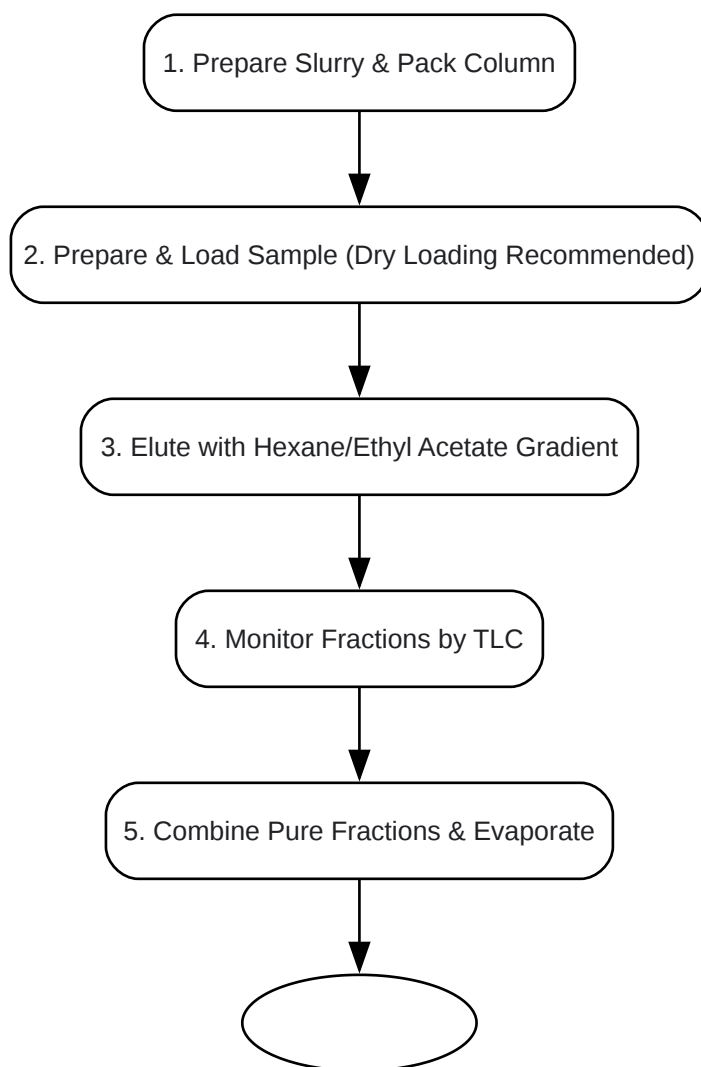 1. Prepare Slurry & Pack Column
2. Prepare & Load Sample (Dry Loading Recommended)
3. Elute with Hexane/Ethyl Acetate Gradient
4. Monitor Fractions by TLC
5. Combine Pure Fractions & Evaporate